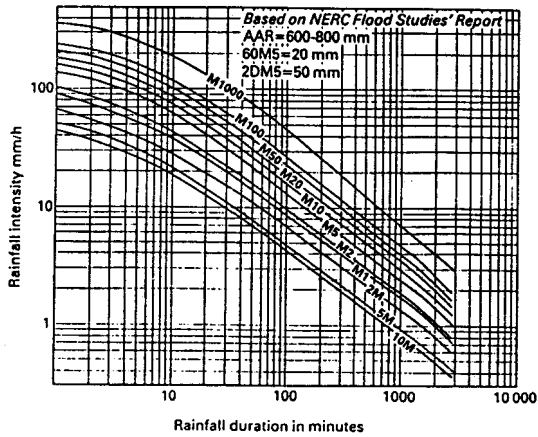 Based on NERC Flood Studies' Report
AAR=600-800 mm
60M5=20 mm
2DM5=50 mm
Rainfall intensity mm/h
100
10
1
M1000
M100
M50
M20
M10
M5
M2
M1
2M
5M
10M
10
100
1000
10 000
Rainfall duration in minutes